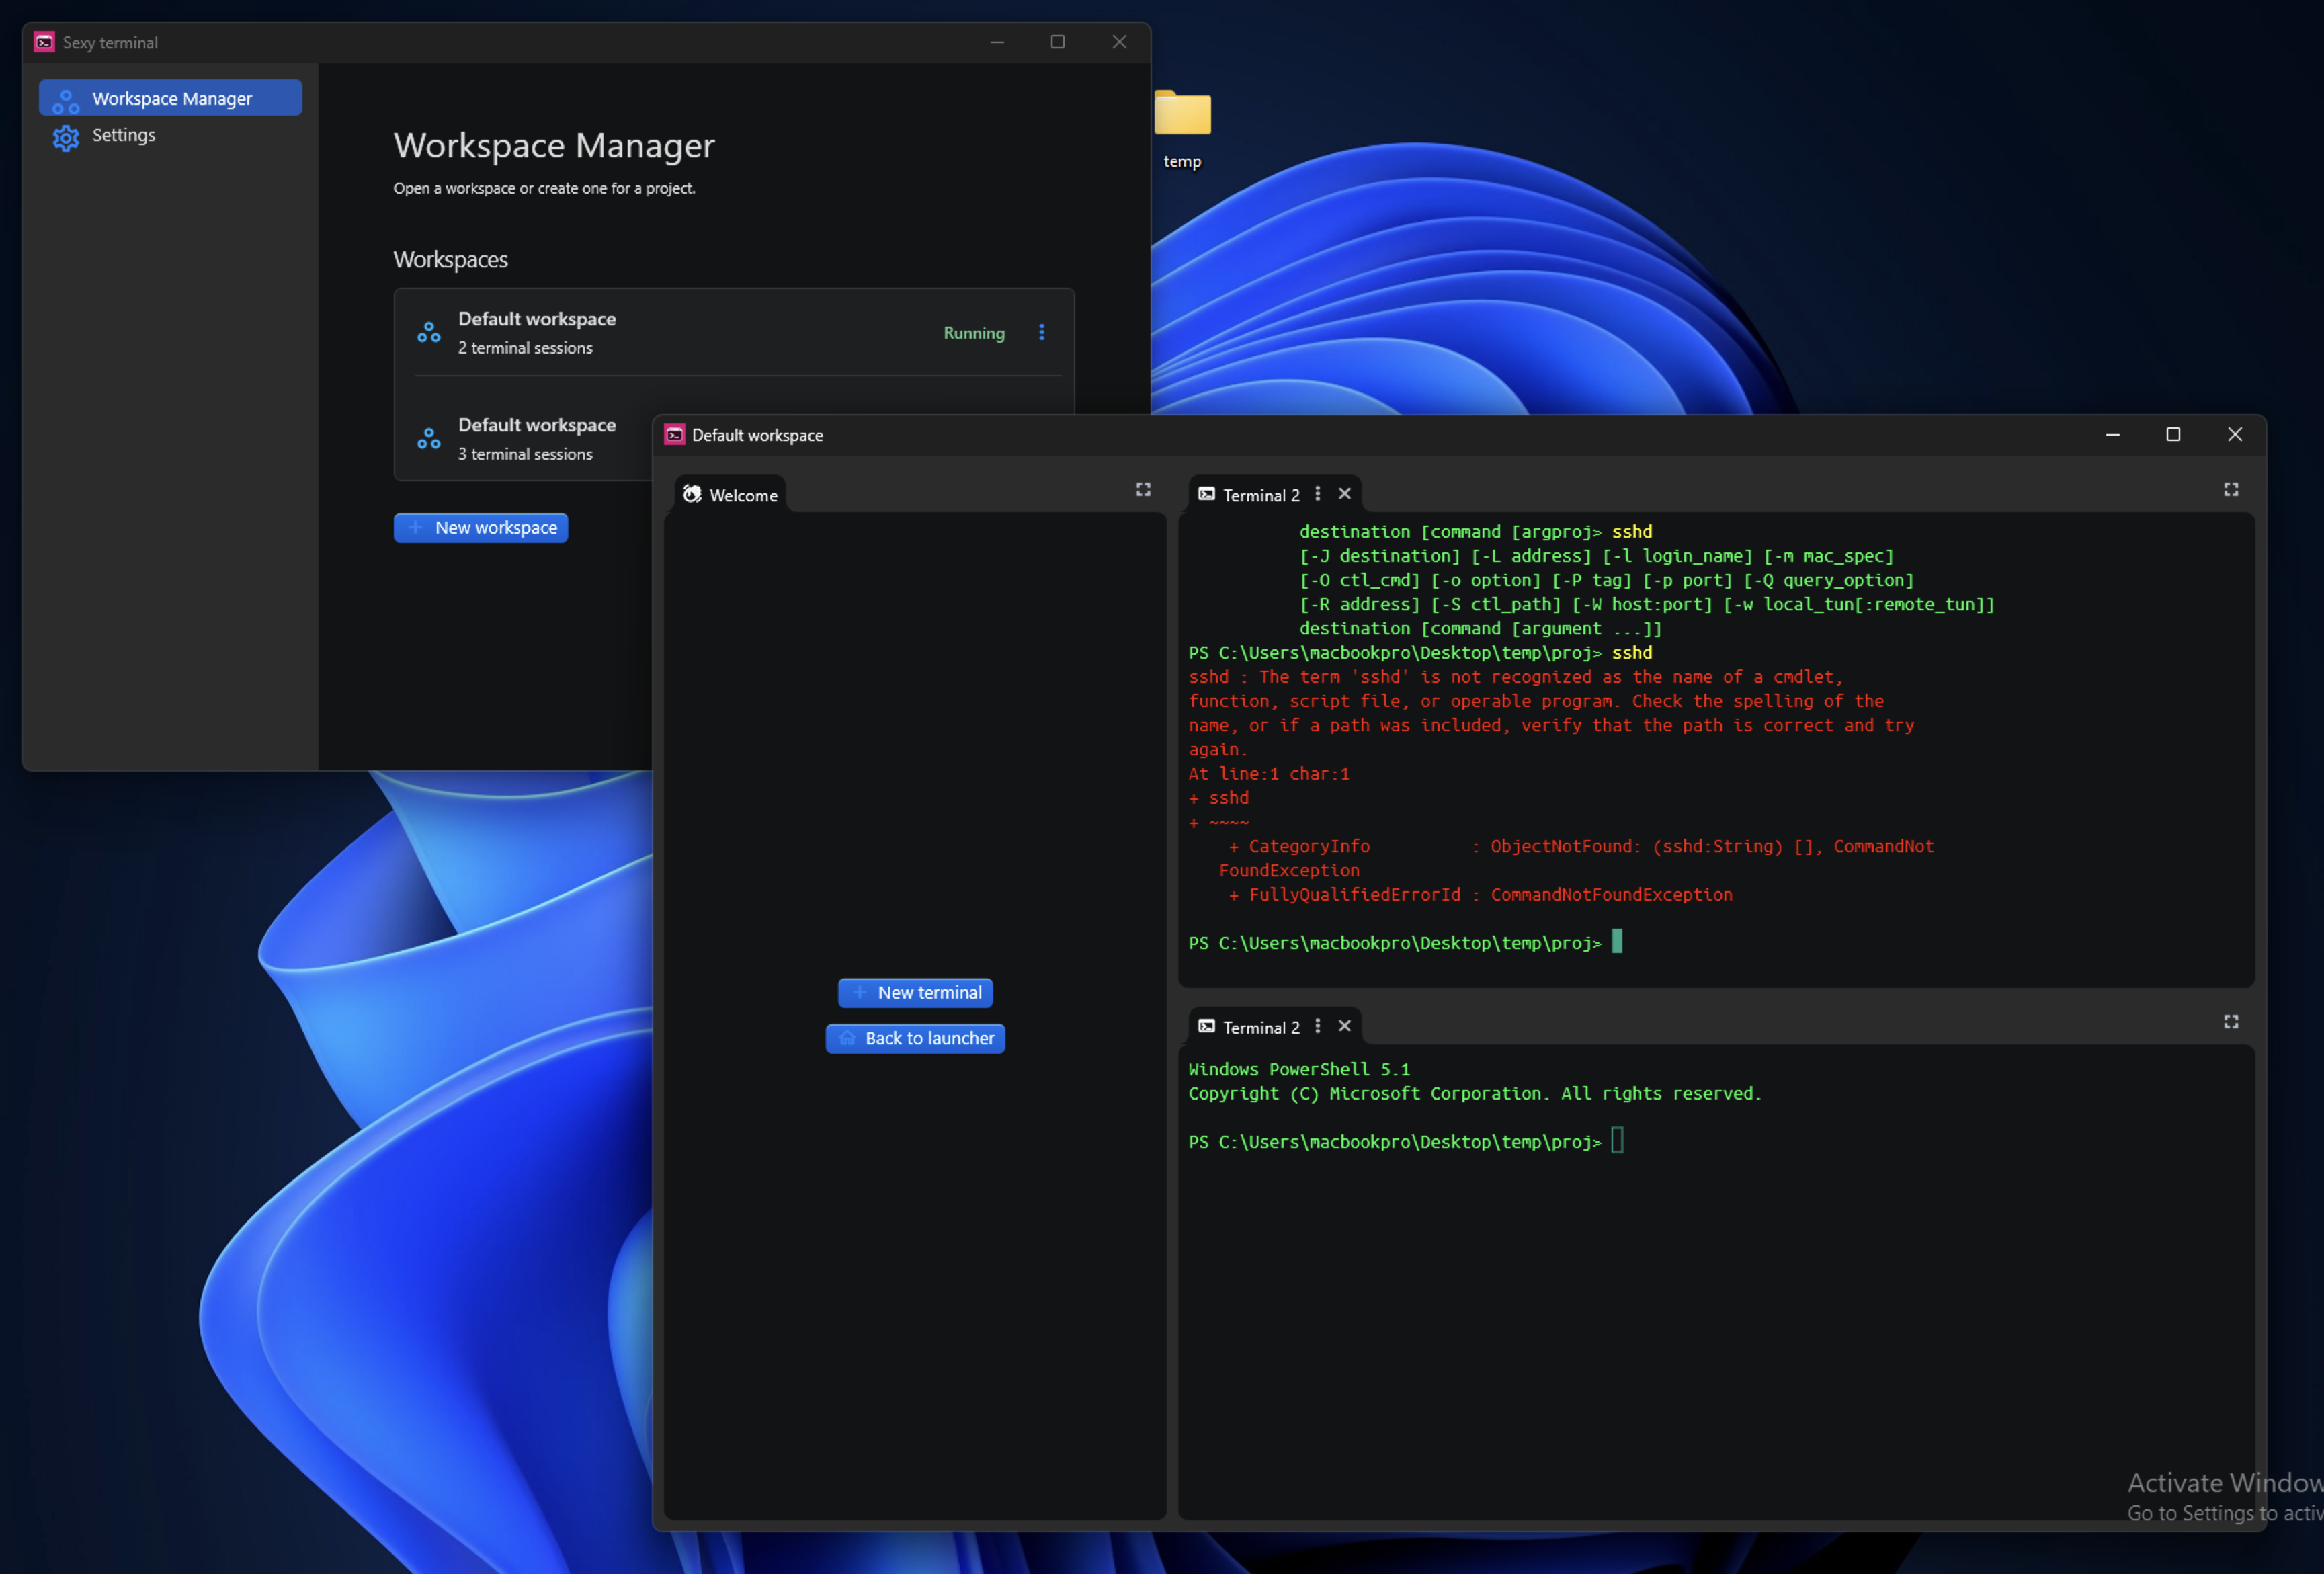 Sexy terminal
Workspace Manager
Settings
Workspace Manager
Open a workspace or create one for a project.
Workspaces
Default workspace
2 terminal sessions
Running
Default workspace
3 terminal sessions
New workspace
temp
Default workspace
Welcome
New terminal
Back to launcher
Terminal 2
destination [command [argproj> sshd
[-J destination] [-L address] [-l login_name] [-m mac_spec]
[-O ctl_cmd] [-o option] [-P tag] [-p port] [-Q query_option]
[-R address] [-S ctl_path] [-W host:port] [-w local_tun[:remote_tun]]
destination [command [argument ...]]
PS C:\Users\macbookpro\Desktop\temp\proj> sshd
sshd : The term 'sshd' is not recognized as the name of a cmdlet,
function, script file, or operable program. Check the spelling of the
name, or if a path was included, verify that the path is correct and try
again.
At line:1 char:1
+ sshd
+ ~~~~
+ CategoryInfo : ObjectNotFound: (sshd:String) [], CommandNot
FoundException
+ FullyQualifiedErrorId : CommandNotFoundException
PS C:\Users\macbookpro\Desktop\temp\proj>
Terminal 2
Windows PowerShell 5.1
Copyright (C) Microsoft Corporation. All rights reserved.
PS C:\Users\macbookpro\Desktop\temp\proj>
Activate Window
Go to Settings to activ